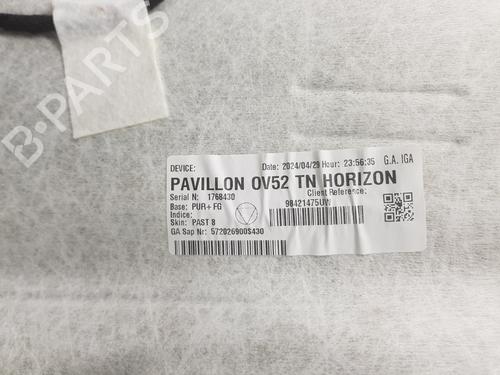 B-PARTS
DEVICE: Date: 2024/04/29 Hour: 23:56:35 G.A. IGA
PAVILLON OV52 TN HORIZON
Serial N: 1768430 Client Reference:
Base: PUR+FG 98421475UW
Indice:
Skin: PAST 8
GA Sap Nr: 572026900S430